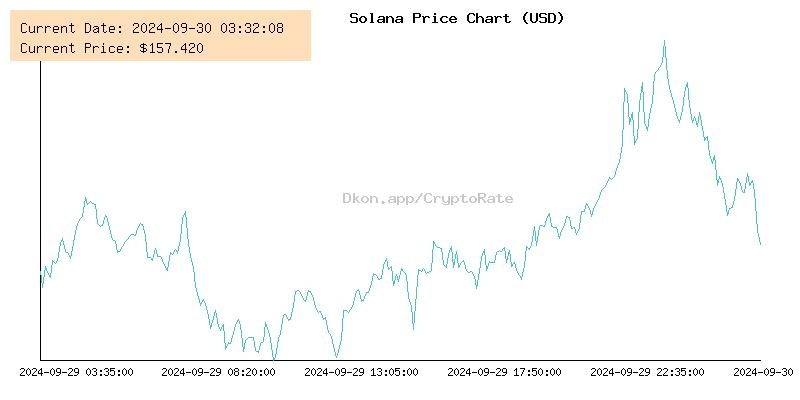 Solana Price Chart (USD)
Current Date: 2024-09-30 03:32:08
Current Price: $157.420
Dkon.app/CryptoRate
2024-09-29 03:35:00 2024-09-29 08:20:00 2024-09-29 13:05:00 2024-09-29 17:50:00 2024-09-29 22:35:00 2024-09-30